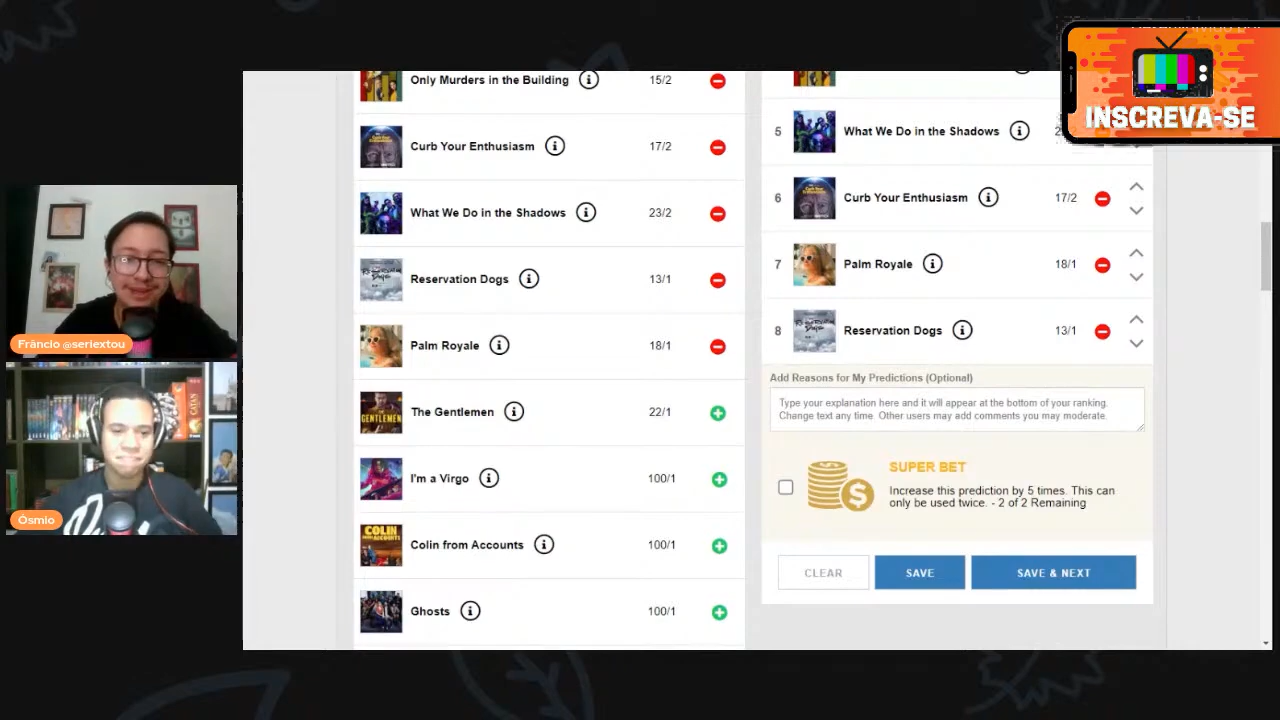 INSCREVA-SE
Only Murders in the Building 15/2
Curb Your Enthusiasm 17/2
What We Do in the Shadows 23/2
Reservation Dogs 13/1
Palm Royale 18/1
The Gentlemen 22/1
I'm a Virgo 100/1
Colin from Accounts 100/1
Ghosts 100/1
5 What We Do in the Shadows
6 Curb Your Enthusiasm 17/2
7 Palm Royale 18/1
8 Reservation Dogs 13/1
Add Reasons for My Predictions (Optional)
Type your explanation here and it will appear at the bottom of your ranking.
Change text any time. Other users may add comments you may moderate.
SUPER BET
Increase this prediction by 5 times. This can
only be used twice. - 2 of 2 Remaining
CLEAR SAVE SAVE & NEXT
Frâncio @seriextou
Ósmio
CATAN
GENTLEMEN
COLIN